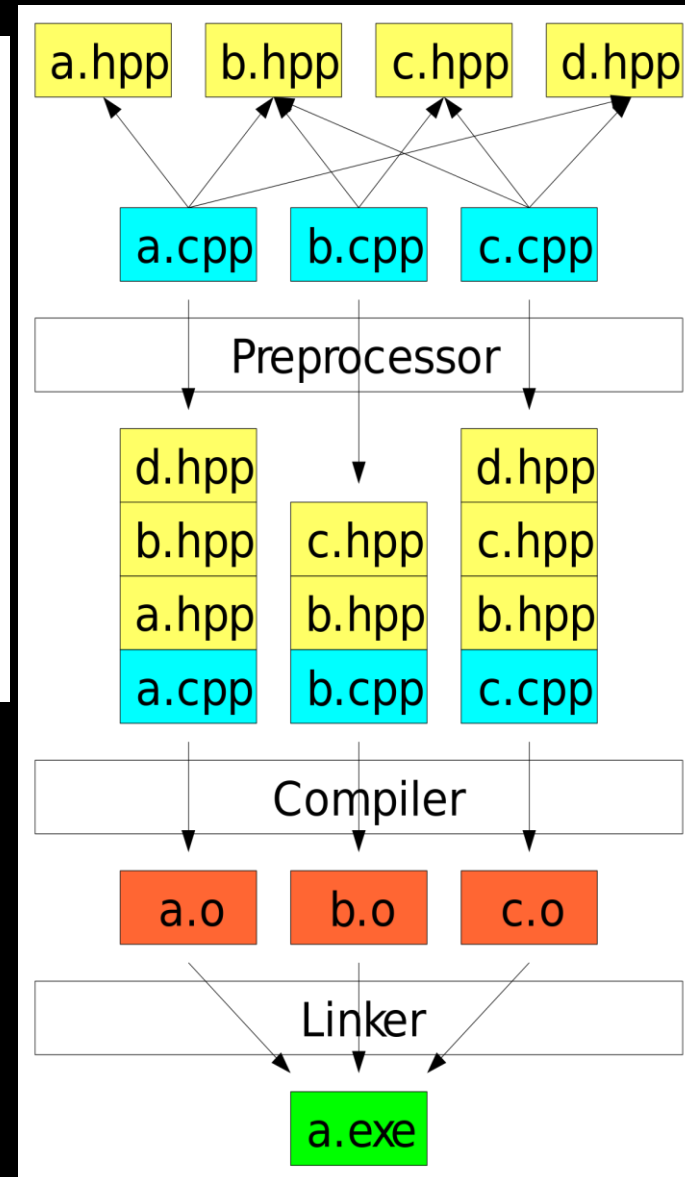 a.hpp b.hpp c.hpp d.hpp
a.cpp b.cpp c.cpp
Preprocessor
d.hpp d.hpp
b.hpp c.hpp c.hpp
a.hpp b.hpp b.hpp
a.cpp b.cpp c.cpp
Compiler
a.o b.o c.o
Linker
a.exe